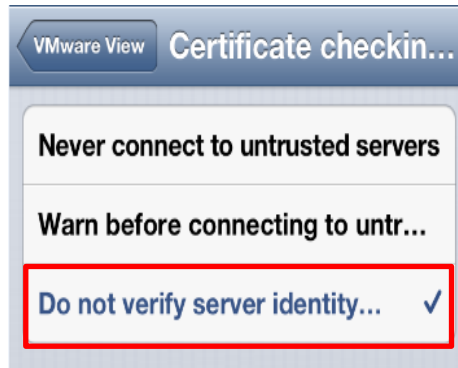 VMware View
Certificate checkin...
Never connect to untrusted servers
Warn before connecting to untr...
Do not verify server identity...